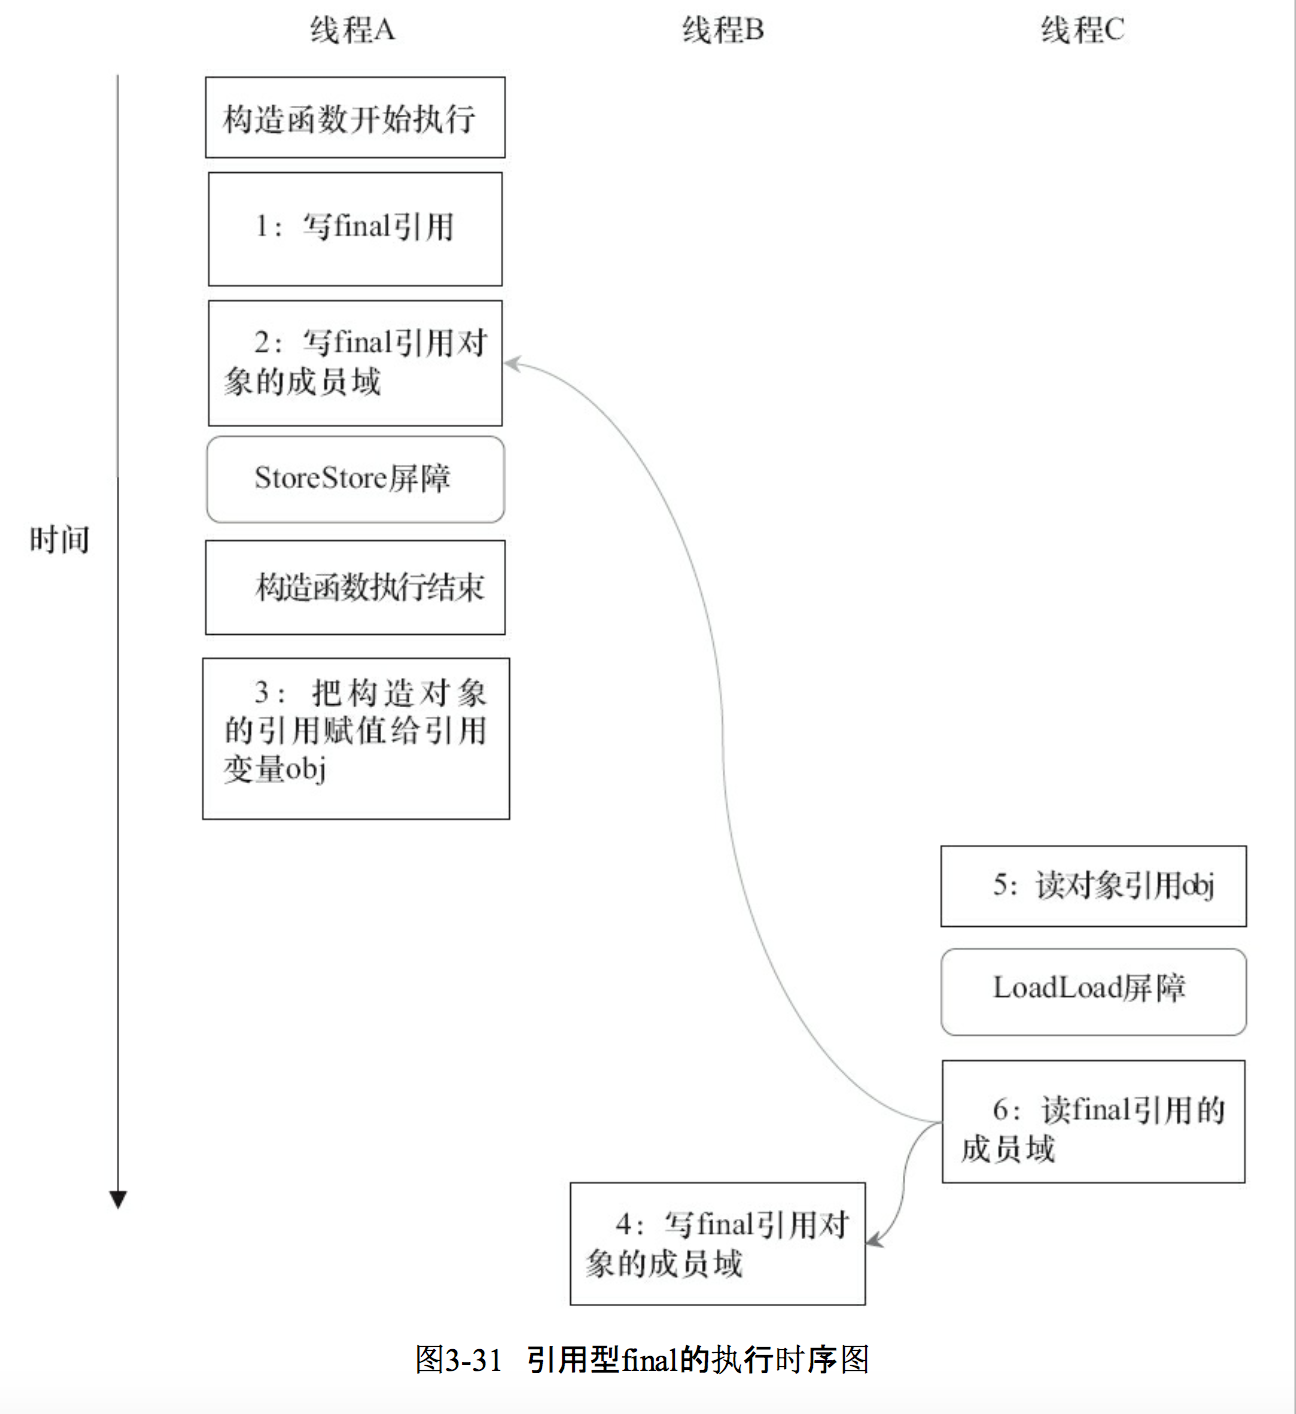 线程A
线程B
线程C
构造函数开始执行
1：写final引用
2：写final引用对
象的成员域
StoreStore屏障
时间
构造函数执行结束
3：把构造对象
的引用赋值给引用
变量obj
5：读对象引用obj
LoadLoad屏障
6：读final引用的
成员域
4：写final引用对
象的成员域
图3-31 引用型final的执行时序图